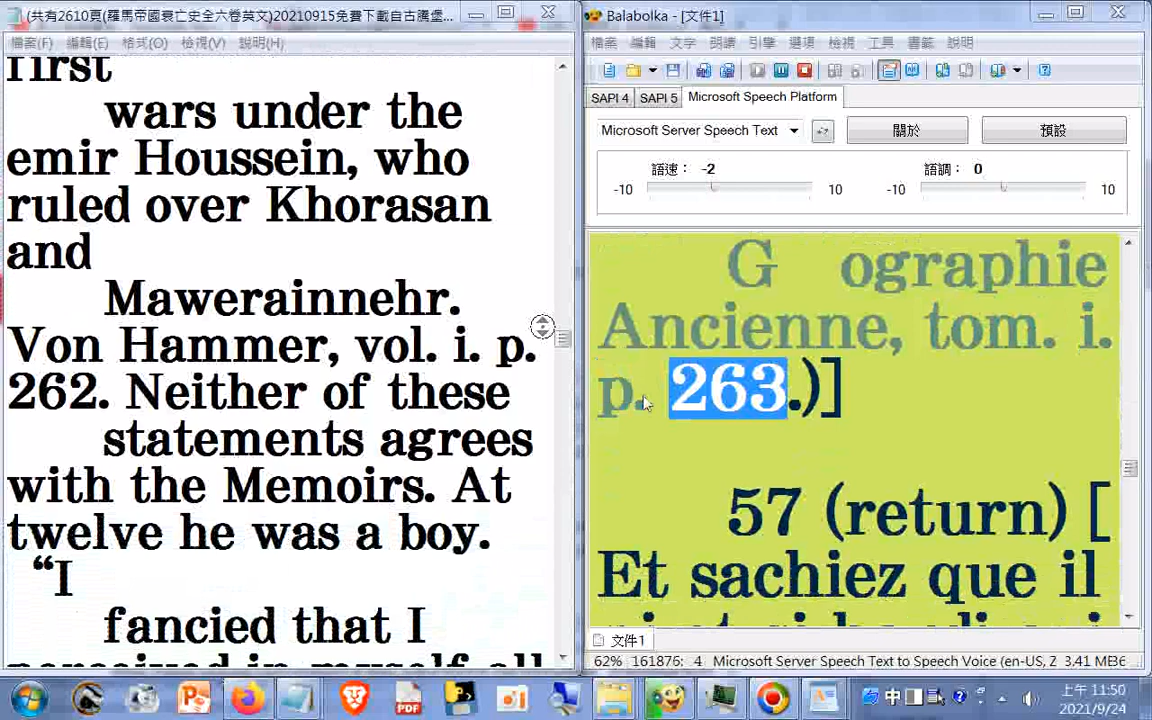 (共有2610頁(羅馬帝國衰亡史全六卷英文)20210915免費下載自古騰堡...
檔案(F) 編輯(E) 格式(O) 檢視(V) 說明(H)
first
wars under the
emir Houssein, who
ruled over Khorasan
and
Mawerainnehr.
Von Hammer, vol. i. p.
262. Neither of these
statements agrees
with the Memoirs. At
twelve he was a boy.
“I
fancied that I
perceived in myself all
Balabolka - [文件1]
檔案 編輯 文字 朗讀 引擎 選項 檢視 工具 書籤 說明
SAPI 4 SAPI 5 Microsoft Speech Platform
Microsoft Server Speech Text
關於 預設
語速： -2 語調： 0
-10 10 -10 10
G ographie
Ancienne, tom. i.
p. 263.)]
57 (return) [
Et sachiez que il
文件1
62% 161876: 4 Microsoft Server Speech Text to Speech Voice (en-US, Z 3.41 MB
中
上午 11:50
2021/9/24